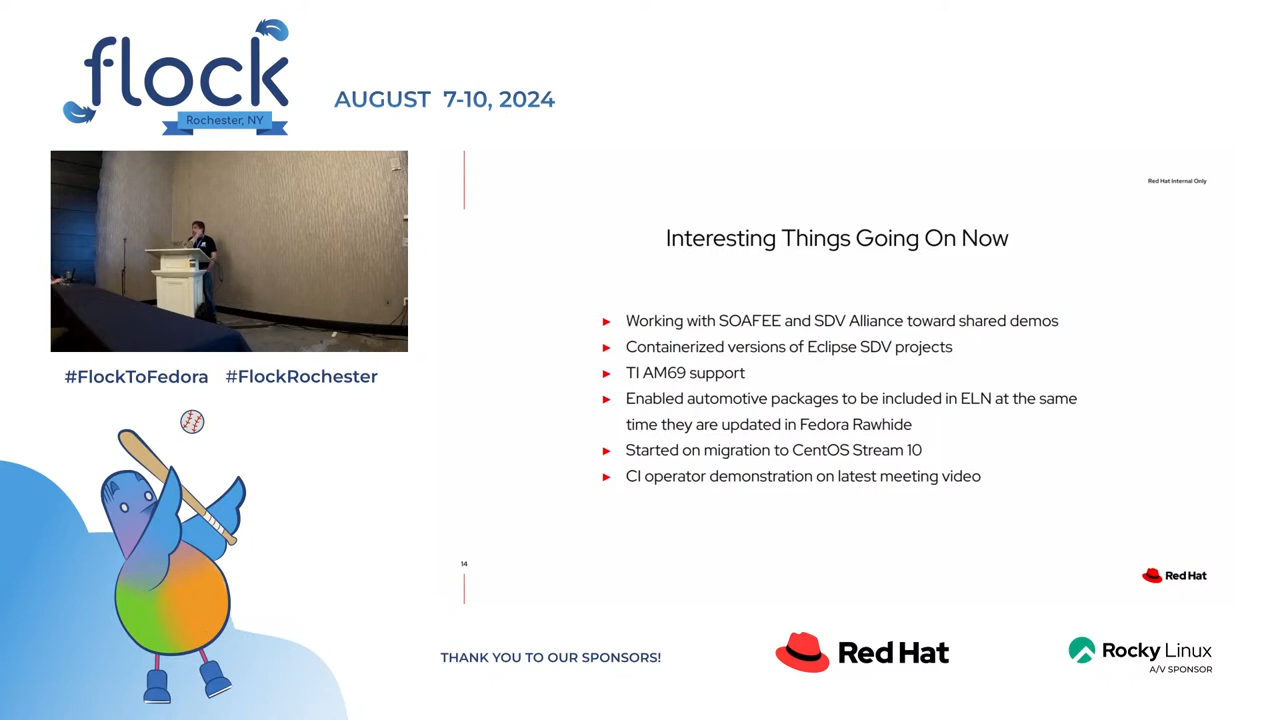 flock
Rochester, NY
AUGUST 7-10, 2024
#FlockToFedora #FlockRochester
Red Hat Internal Only
Interesting Things Going On Now
Working with SOAFEE and SDV Alliance toward shared demos
Containerized versions of Eclipse SDV projects
TI AM69 support
Enabled automotive packages to be included in ELN at the same
time they are updated in Fedora Rawhide
Started on migration to CentOS Stream 10
CI operator demonstration on latest meeting video
14
Red Hat
THANK YOU TO OUR SPONSORS!
Red Hat
Rocky Linux
A/V SPONSOR